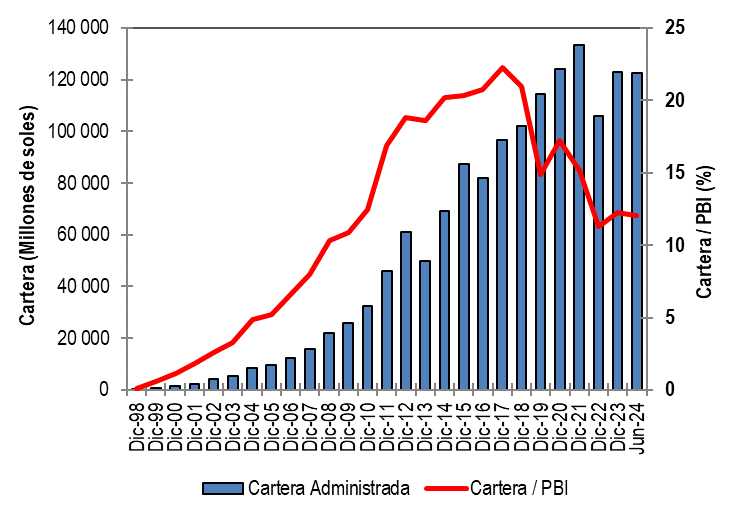 Cartera (Millones de soles)
140 000
120 000
100 000
80 000
60 000
40 000
20 000
0
25
20
15
10
5
0
Cartera / PBI (%)
Dic-98
Dic-99
Dic-00
Dic-01
Dic-02
Dic-03
Dic-04
Dic-05
Dic-06
Dic-07
Dic-08
Dic-09
Dic-10
Dic-11
Dic-12
Dic-13
Dic-14
Dic-15
Dic-16
Dic-17
Dic-18
Dic-19
Dic-20
Dic-21
Dic-22
Dic-23
Jun-24
Cartera Administrada
Cartera / PBI